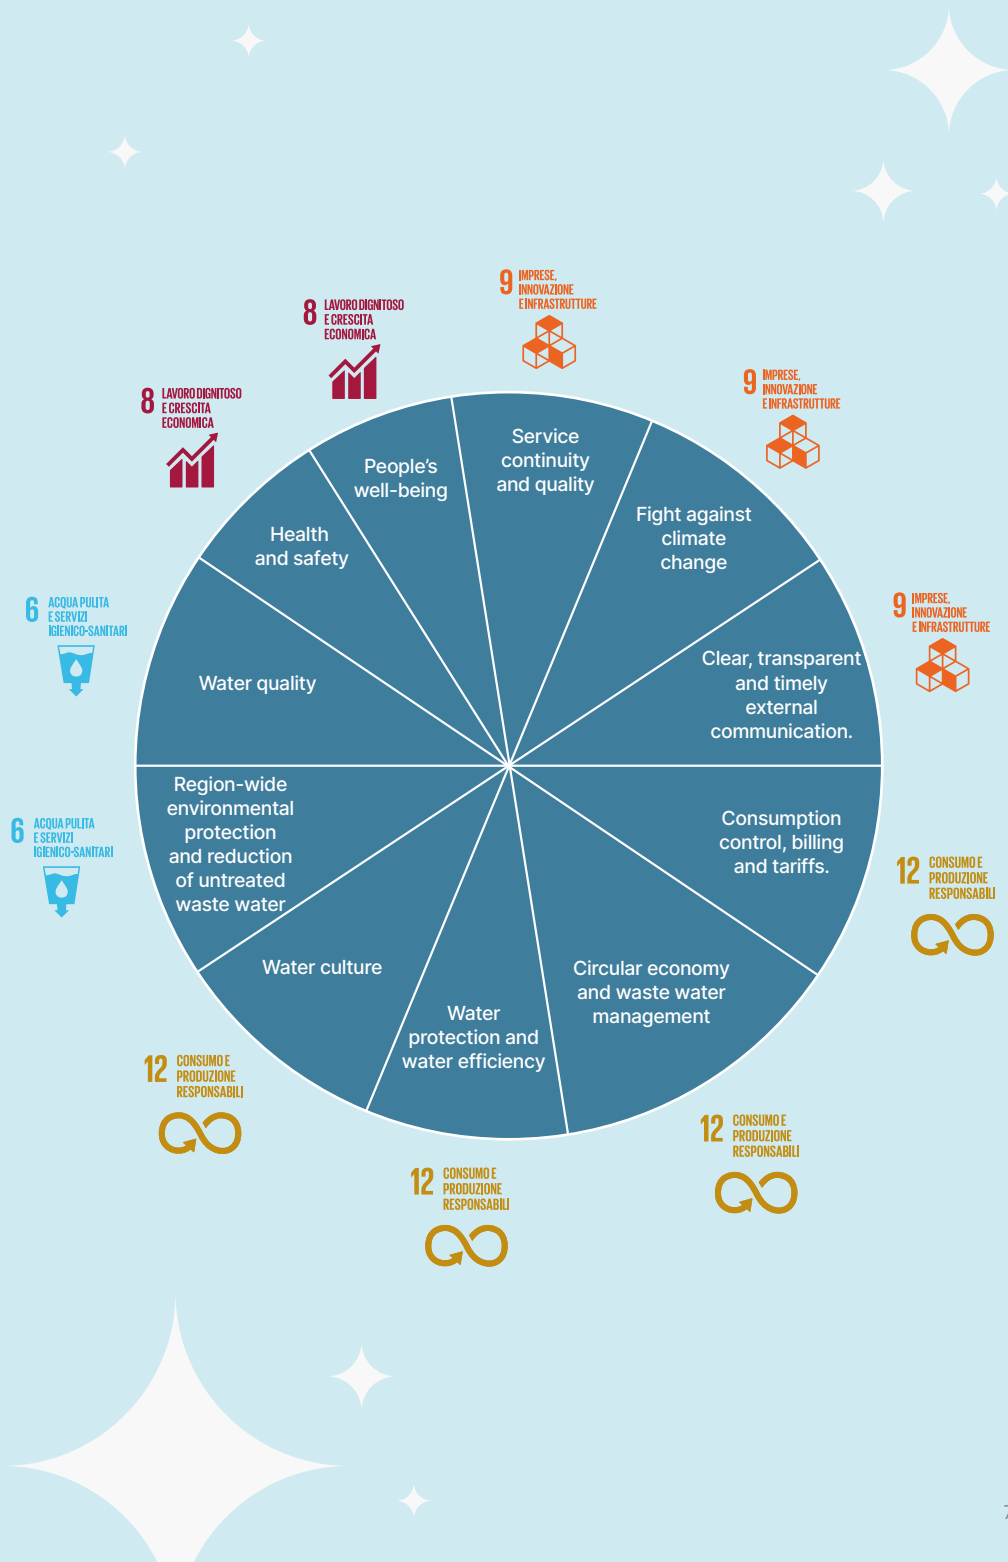 9 IMPRESE,
INNOVAZIONE
E INFRASTRUTTURE
8 LAVORO DIGNITOSO
E CRESCITA
ECONOMICA
9 IMPRESE,
INNOVAZIONE
E INFRASTRUTTURE
8 LAVORO DIGNITOSO
E CRESCITA
ECONOMICA
Service
continuity
and quality
People’s
well-being
Fight against
climate
change
Health
and safety
9 IMPRESE,
INNOVAZIONE
E INFRASTRUTTURE
6 ACQUA PULITA
E SERVIZI
IGIENICO-SANITARI
Clear, transparent
and timely
external
communication.
Water quality
Region-wide
environmental
protection
and reduction
of untreated
waste water
6 ACQUA PULITA
E SERVIZI
IGIENICO-SANITARI
Consumption
control, billing
and tariffs.
12 CONSUMO E
PRODUZIONE
RESPONSABILI
Water culture
Circular economy
and waste water
management
Water
protection and
water efficiency
12 CONSUMO E
PRODUZIONE
RESPONSABILI
12 CONSUMO E
PRODUZIONE
RESPONSABILI
12 CONSUMO E
PRODUZIONE
RESPONSABILI